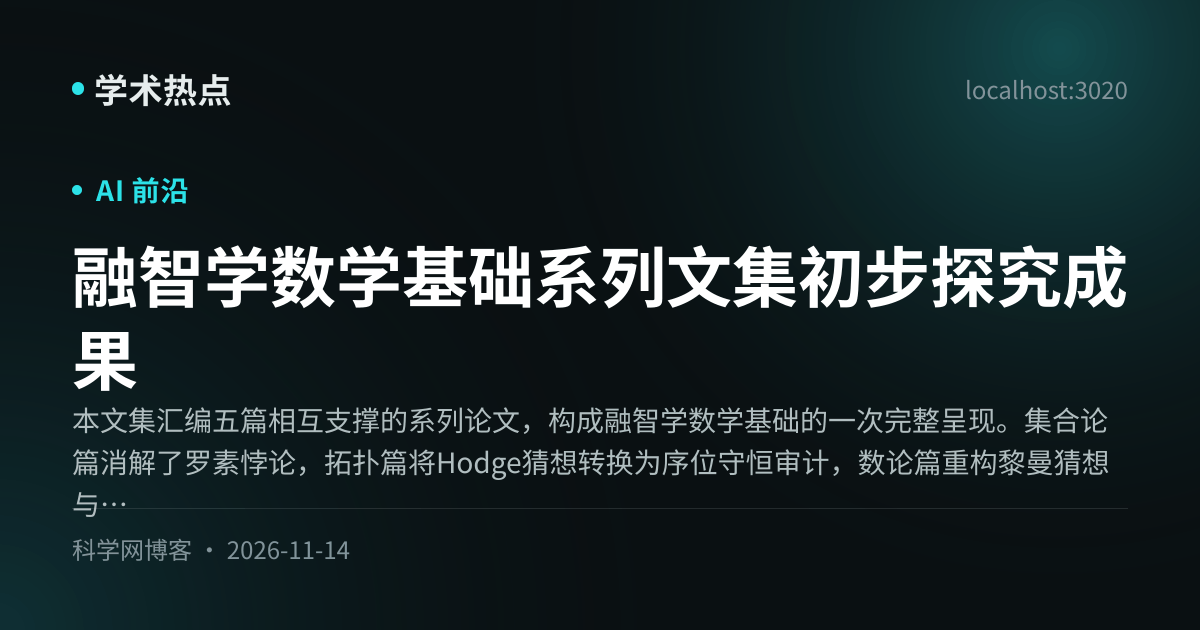 学术热点
localhost:3020
AI 前沿
融智学数学基础系列文集初步探究成
果
本文集汇编五篇相互支撑的系列论文，构成融智学数学基础的一次完整呈现。集合论
篇消解了罗素悖论，拓扑篇将Hodge猜想转换为序位守恒审计，数论篇重构黎曼猜想
与…
科学网博客 • 2026-11-14